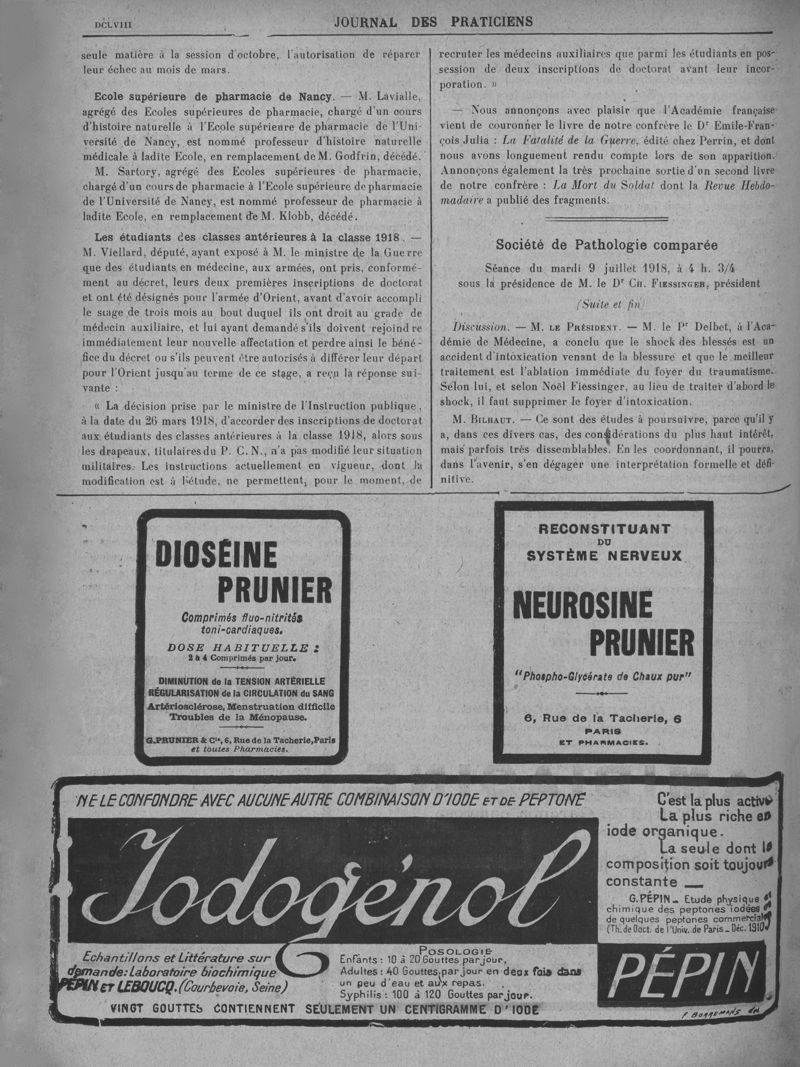 DCLVIII
JOURNAL DES PRATICIENS
seule matière à la session d'octobre, l'autorisation de réparer
leur échec au mois de mars.
Ecole supérieure de pharmacie de Nancy. — M. Lavialle,
agrégé des Ecoles supérieures de pharmacie, chargé d'un cours
d'histoire naturelle à l'Ecole supérieure de pharmacie de l'Uni-
versité de Nancy, est nommé professeur d'histoire naturelle
médicale à ladite Ecole, en remplacement de M. Godfrin, décédé.
M. Sartory, agrégé des Ecoles supérieures de pharmacie,
chargé d'un cours de pharmacie à l'Ecole supérieure de pharmacie
de l'Université de Nancy, est nommé professeur de pharmacie à
ladite Ecole, en remplacement de M. Klobb, décédé.
Les étudiants des classes antérieures à la classe 1918. —
M. Viellard, député, ayant exposé à M. le ministre de la Guerre
que des étudiants en médecine, aux armées, ont pris, conformé-
ment au décret, leurs deux premières inscriptions de doctorat
et ont été désignés pour l'armée d'Orient, avant d'avoir accompli
le stage de trois mois au bout duquel ils ont droit au grade de
médecin auxiliaire, et lui ayant demandé s'ils doivent rejoindre
immédiatement leur nouvelle affectation et perdre ainsi le béné-
fice du décret ou s'ils peuvent être autorisés à différer leur départ
pour l'Orient jusqu'au terme de ce stage, a reçu la réponse sui-
vante :
« La décision prise par le ministre de l'Instruction publique,
à la date du 26 mars 1918, d'accorder des inscriptions de doctorat
aux étudiants des classes antérieures à la classe 1918, alors sous
les drapeaux, titulaires du P. C. N., n'a pas modifié leur situation
militaires. Les instructions actuellement en vigueur, dont la
modification est à l'étude, ne permettent, pour le moment, de
recruter les médecins auxiliaires que parmi les étudiants en pos-
session de deux inscriptions de doctorat avant leur incor-
poration. »
— Nous annonçons avec plaisir que l'Académie française
vient de couronner le livre de notre confrère le Dr Emile-Fran-
çois Julia : La Fatalité de la Guerre, édité chez Perrin, et dont
nous avons longuement rendu compte lors de son apparition.
Annonçons également la très prochaine sortie d'un second livre
de notre confrère : La Mort du Soldat dont la Revue Hebdo-
madaire a publié des fragments.
Société de Pathologie comparée
Séance du mardi 9 juillet 1918, à 4 h. 3/4
sous la présidence de M. le Dr CH. FIESSINGER, président
(Suite et fin)
Discussion. — M. LE PRÉSIDENT. — M. le Pr Delbet, à l'Aca-
démie de Médecine, a conclu que le shock des blessés est un
accident d'intoxication venant de la blessure et que le meilleur
traitement est l'ablation immédiate du foyer du traumatisme.
Selon lui, et selon Noël Fiessinger, au lieu de traiter d'abord le
shock, il faut supprimer le foyer d'intoxication.
M. BILHAUT. — Ce sont des études à poursuivre, parce qu'il y
a, dans ces divers cas, des considérations du plus haut intérêt,
mais parfois très dissemblables. En les coordonnant, il pourra,
dans l'avenir, s'en dégager une interprétation formelle et défi-
nitive.
DIOSÉINE
PRUNIER
Comprimés fluo-nitrités
toni-cardiaques.
DOSE HABITUELLE :
2 à 4 Comprimés par jour.
DIMINUTION de la TENSION ARTÉRIELLE
RÉGULARISATION de la CIRCULATION du SANG
Artériosclérose, Menstruation difficile
Troubles de la Ménopause.
G. PRUNIER & Cie, 6, Rue de la Tacherie, Paris
et toutes Pharmacies.
RECONSTITUANT
DU
SYSTÈME NERVEUX
NEUROSINE
PRUNIER
"Phospho-Glycérate de Chaux pur"
6, Rue de la Tacherie, 6
PARIS
ET PHARMACIES.
NE LE CONFONDRE AVEC AUCUNE AUTRE COMBINAISON D'IODE ET DE PEPTONE
Iodogénol
C'est la plus active
La plus riche en
iode organique.
La seule dont la
composition soit toujours
constante —
G. PÉPIN _ Etude physique et
chimique des peptones iodées et
de quelques peptones commerciales
(Th. de Doct. de l'Univ. de Paris _ Déc. 1910)
PÉPIN
Echantillons et Littérature sur
demande: Laboratoire biochimique
PÉPIN ET LEBOUCQ. (Courbevoie, Seine)
POSOLOGIE
Enfants : 10 à 20 Gouttes par jour,
Adultes : 40 Gouttes, par jour en deux fois dans
un peu d'eau et aux repas.
Syphilis : 100 à 120 Gouttes par jour.
VINGT GOUTTES CONTIENNENT SEULEMENT UN CENTIGRAMME D'IODE